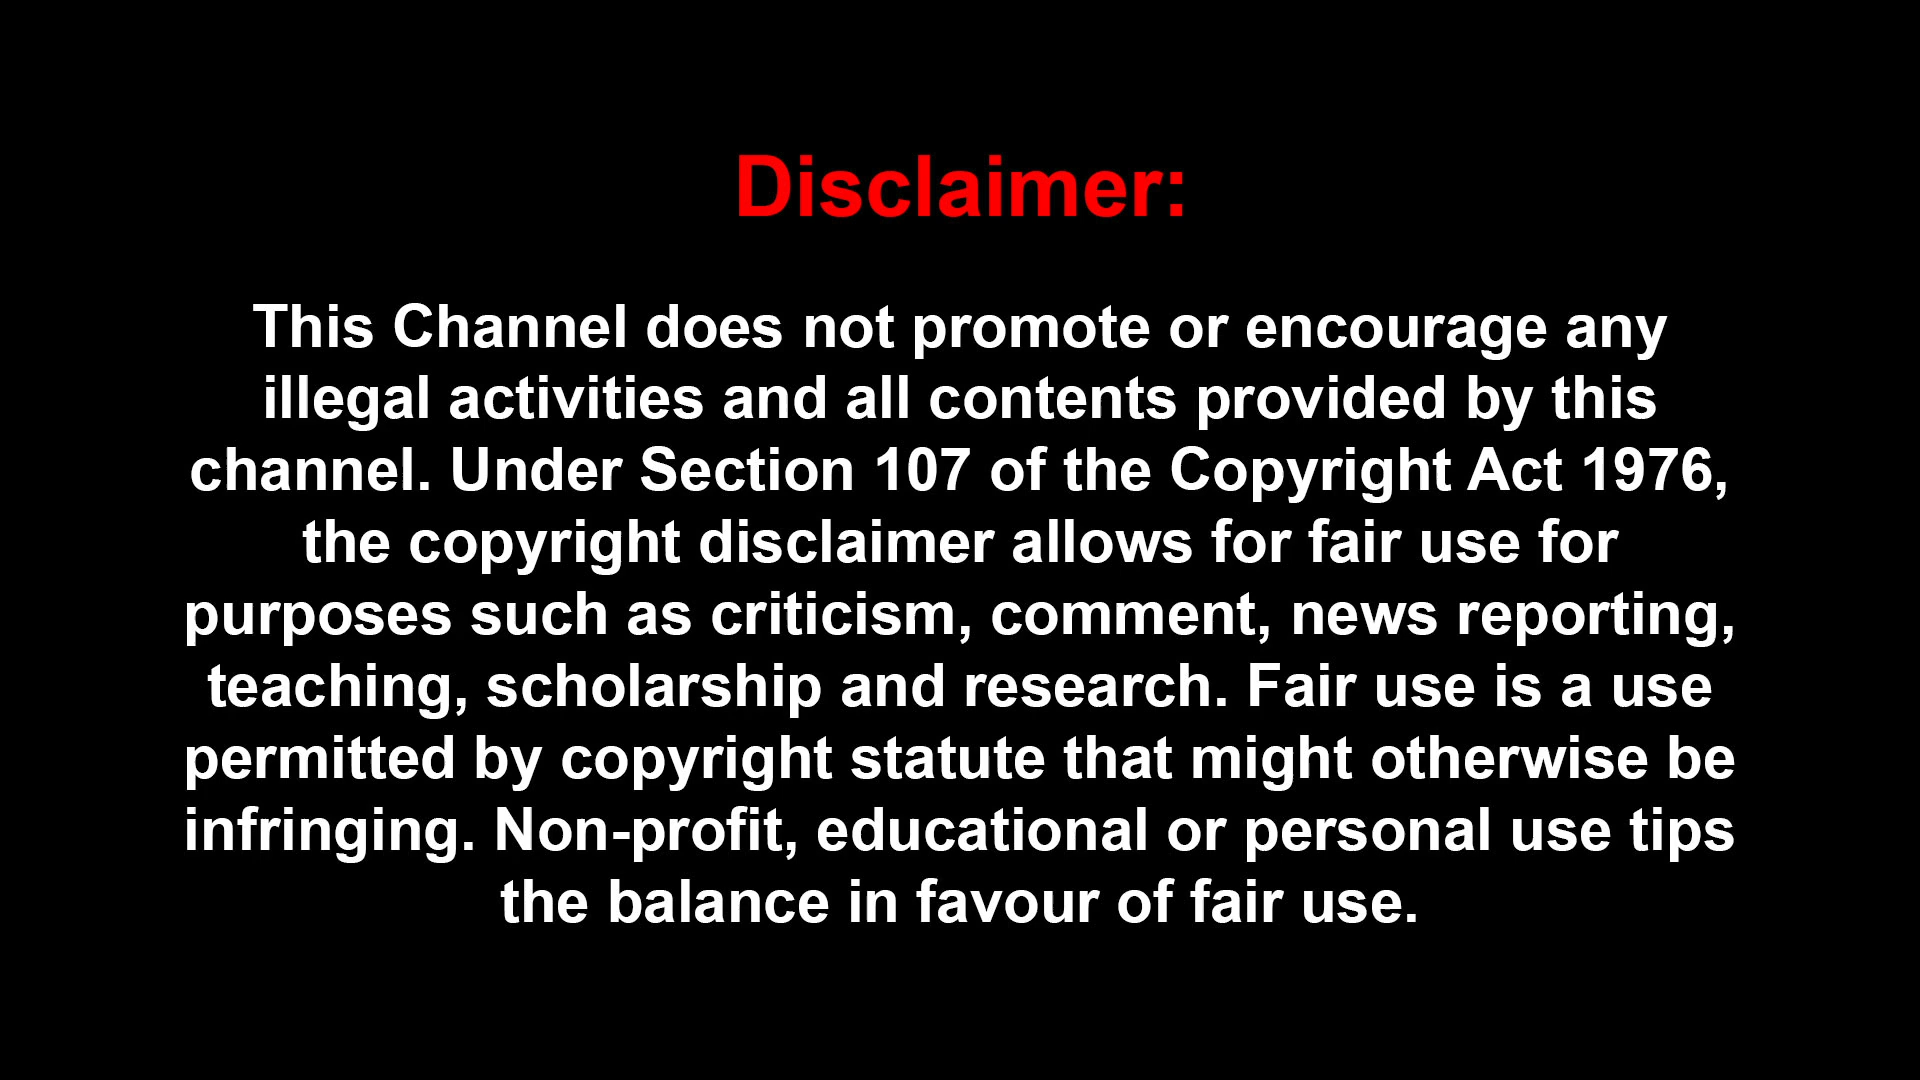 Disclaimer:
This Channel does not promote or encourage any
illegal activities and all contents provided by this
channel. Under Section 107 of the Copyright Act 1976,
the copyright disclaimer allows for fair use for
purposes such as criticism, comment, news reporting,
teaching, scholarship and research. Fair use is a use
permitted by copyright statute that might otherwise be
infringing. Non-profit, educational or personal use tips
the balance in favour of fair use.